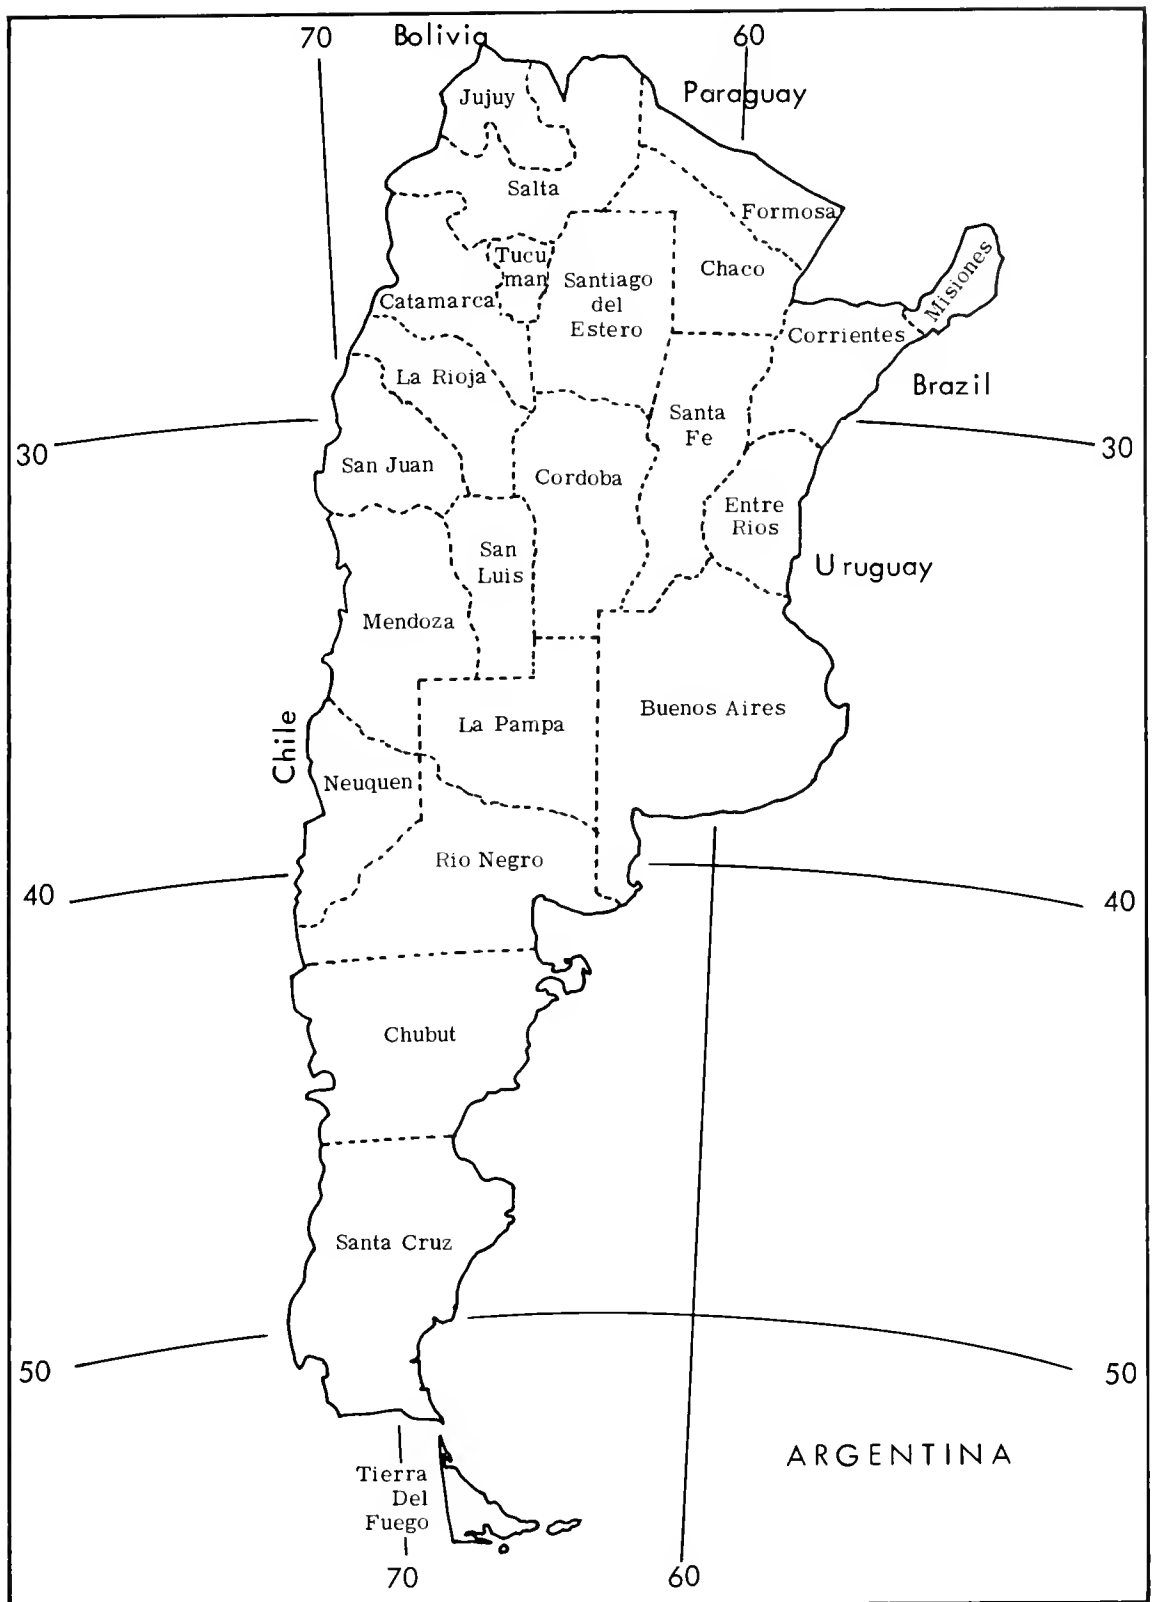 70
Bolivia
60
Jujuy
Paraguay
Salta
Formosa
Tucu
man
Chaco
Misiones
Santiago
del
Estero
Catamarca
Corrientes
La Rioja
Brazil
Santa
Fe
30
San Juan
Cordoba
30
Entre
Rios
San
Luis
Uruguay
Mendoza
Buenos Aires
La Pampa
Chile
Neuquen
Rio Negro
40
40
Chubut
Santa Cruz
50
50
ARGENTINA
Tierra
Del
Fuego
70
60